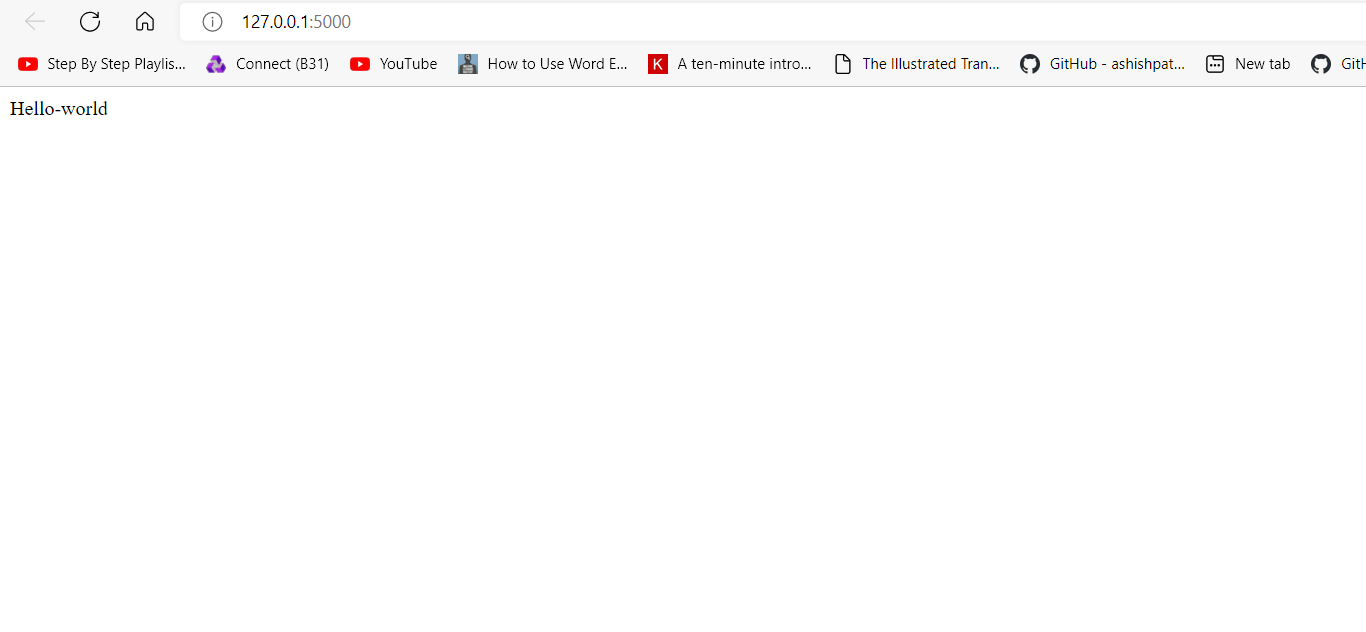 127.0.0.1:5000
Step By Step Playlis... Connect (B31) YouTube How to Use Word E... K A ten-minute intro... The Illustrated Tran... GitHub - ashishpat... New tab GitH
Hello-world